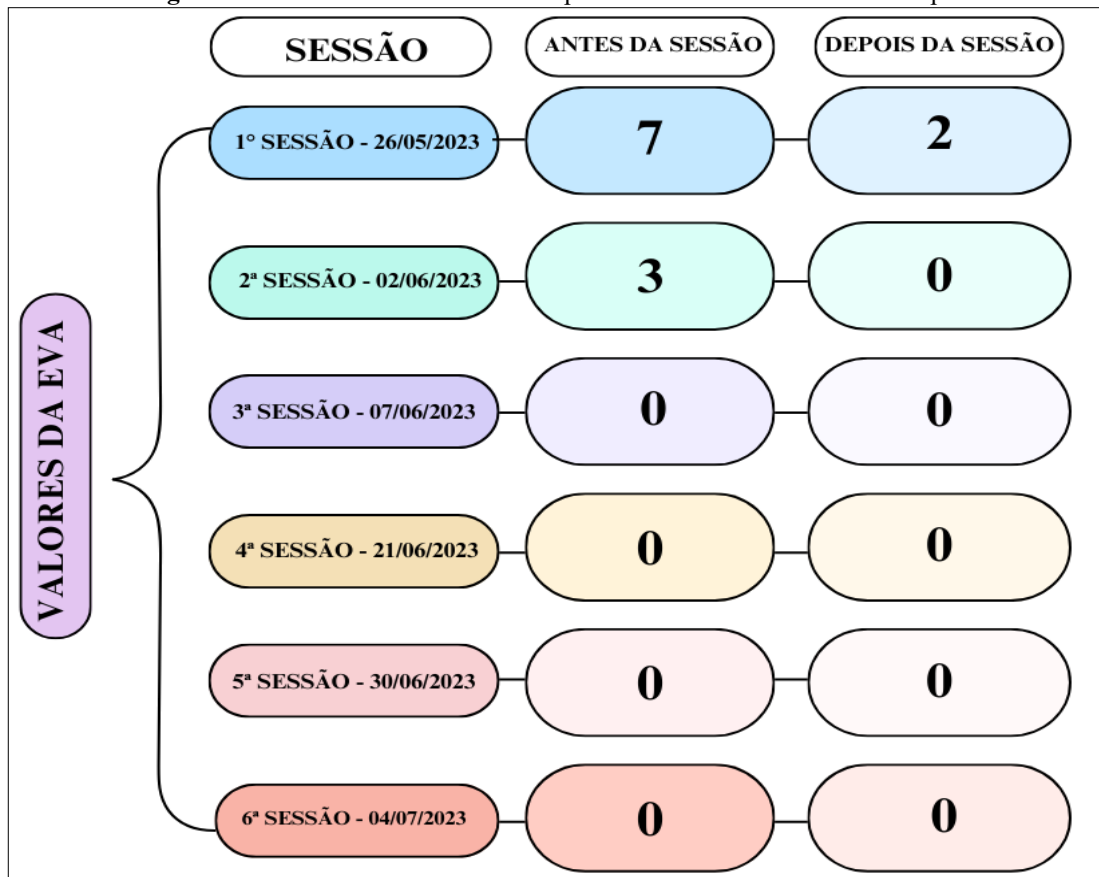 SESSÃO ANTES DA SESSÃO DEPOIS DA SESSÃO
1° SESSÃO - 26/05/2023 7 2
2ª SESSÃO - 02/06/2023 3 0
VALORES DA EVA
3ª SESSÃO - 07/06/2023 0 0
4ª SESSÃO - 21/06/2023 0 0
5ª SESSÃO - 30/06/2023 0 0
6ª SESSÃO - 04/07/2023 0 0